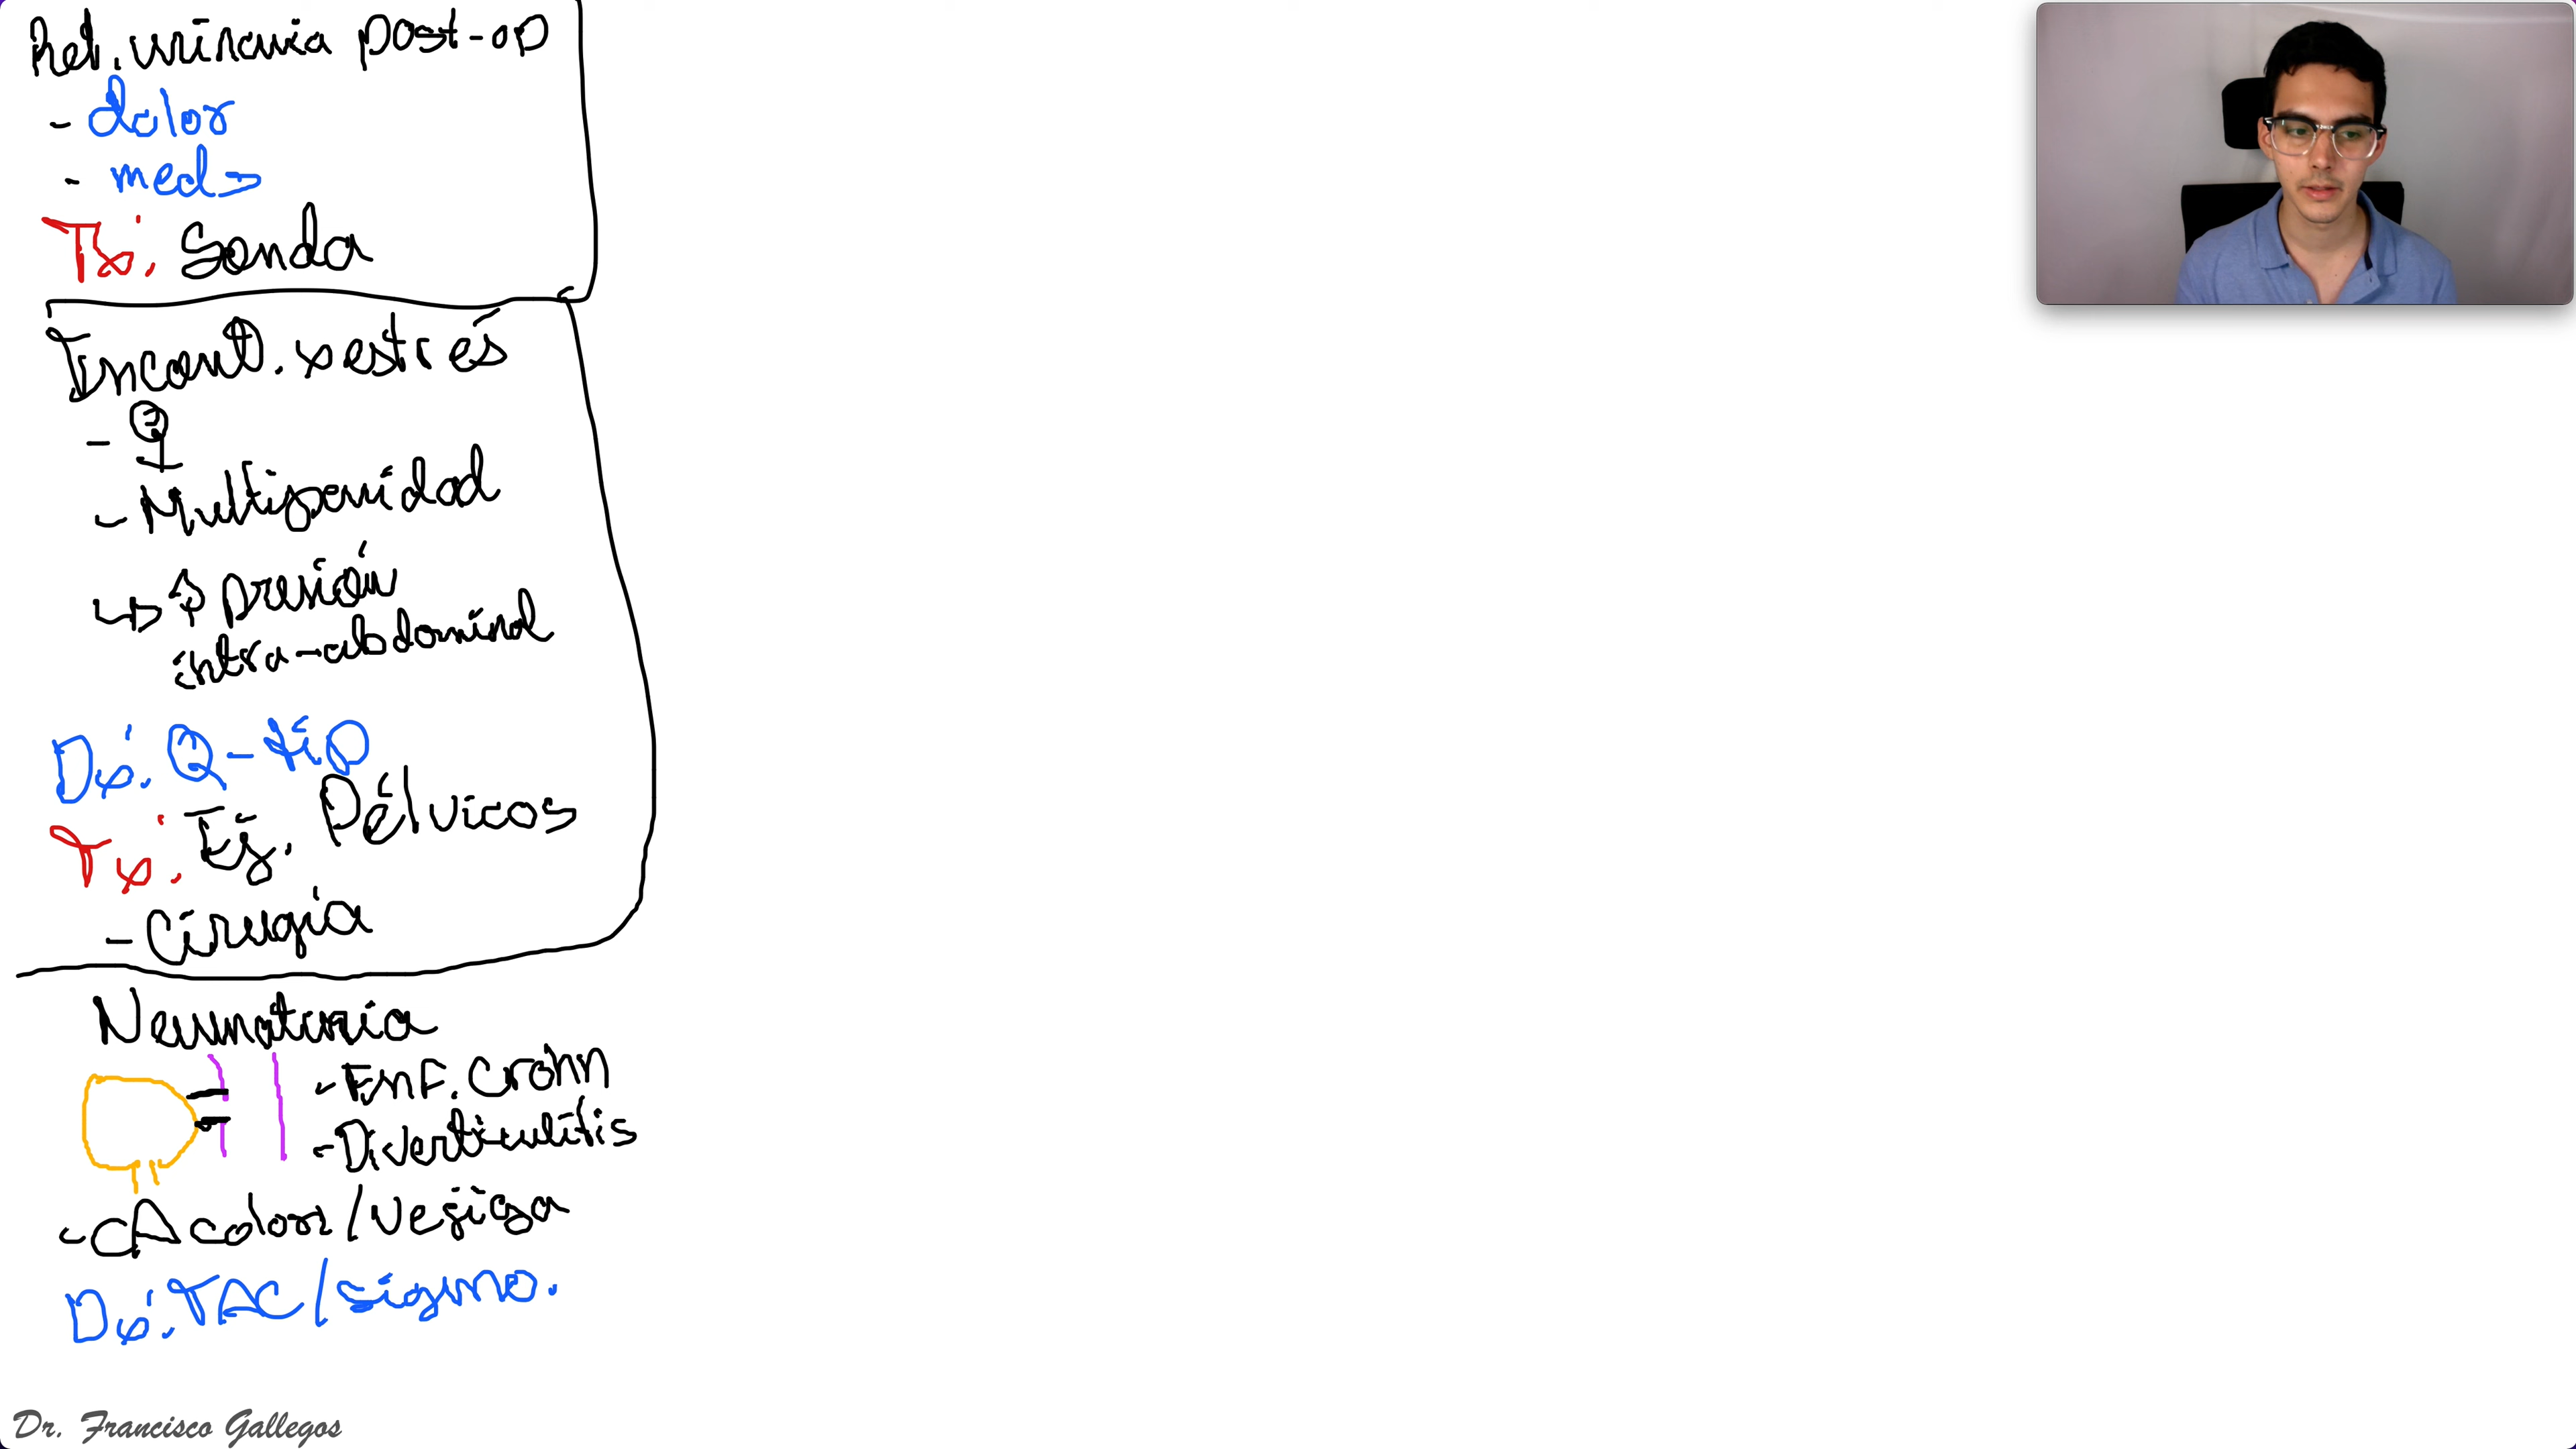 Ret. urinaria post-op
- dolor
- meds
Tx: Sonda
Incont. x estrés
- ♀
- Multiparidad
↳ ↑ presión
intra-abdominal
Dx: Q-tip
Tx: Ej. Pélvicos
- Cirugía
Neumaturia
- Enf. Crohn
- Diverticulitis
- CA colon/vejiga
Dx: TAC/sigmo.
Dr. Francisco Gallegos